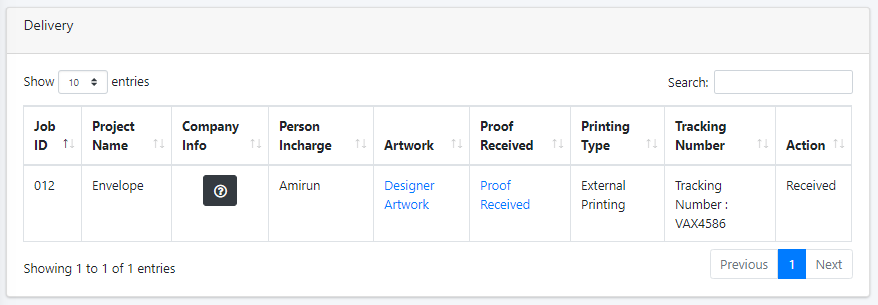 Delivery
Show 10 entries
Search:
Job ID
Project Name
Company Info
Person Incharge
Artwork
Proof Received
Printing Type
Tracking Number
Action
012
Envelope
?
Amirun
Designer Artwork
Proof Received
External Printing
Tracking Number : VAX4586
Received
Showing 1 to 1 of 1 entries
Previous 1 Next